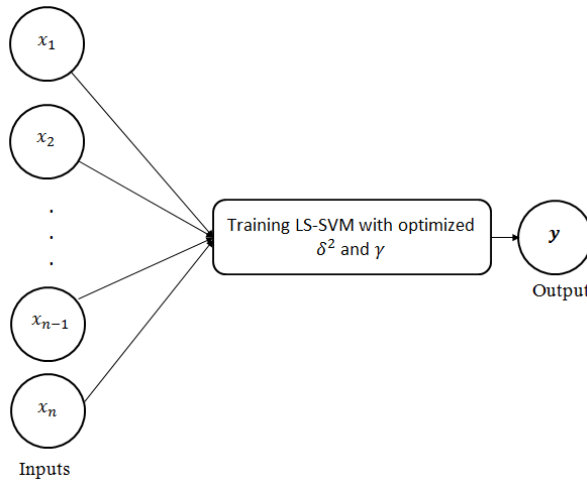 x₁
x₂
.
.
.
xₙ₋₁
xₙ
Inputs
Training LS-SVM with optimized
δ² and γ
y
Output